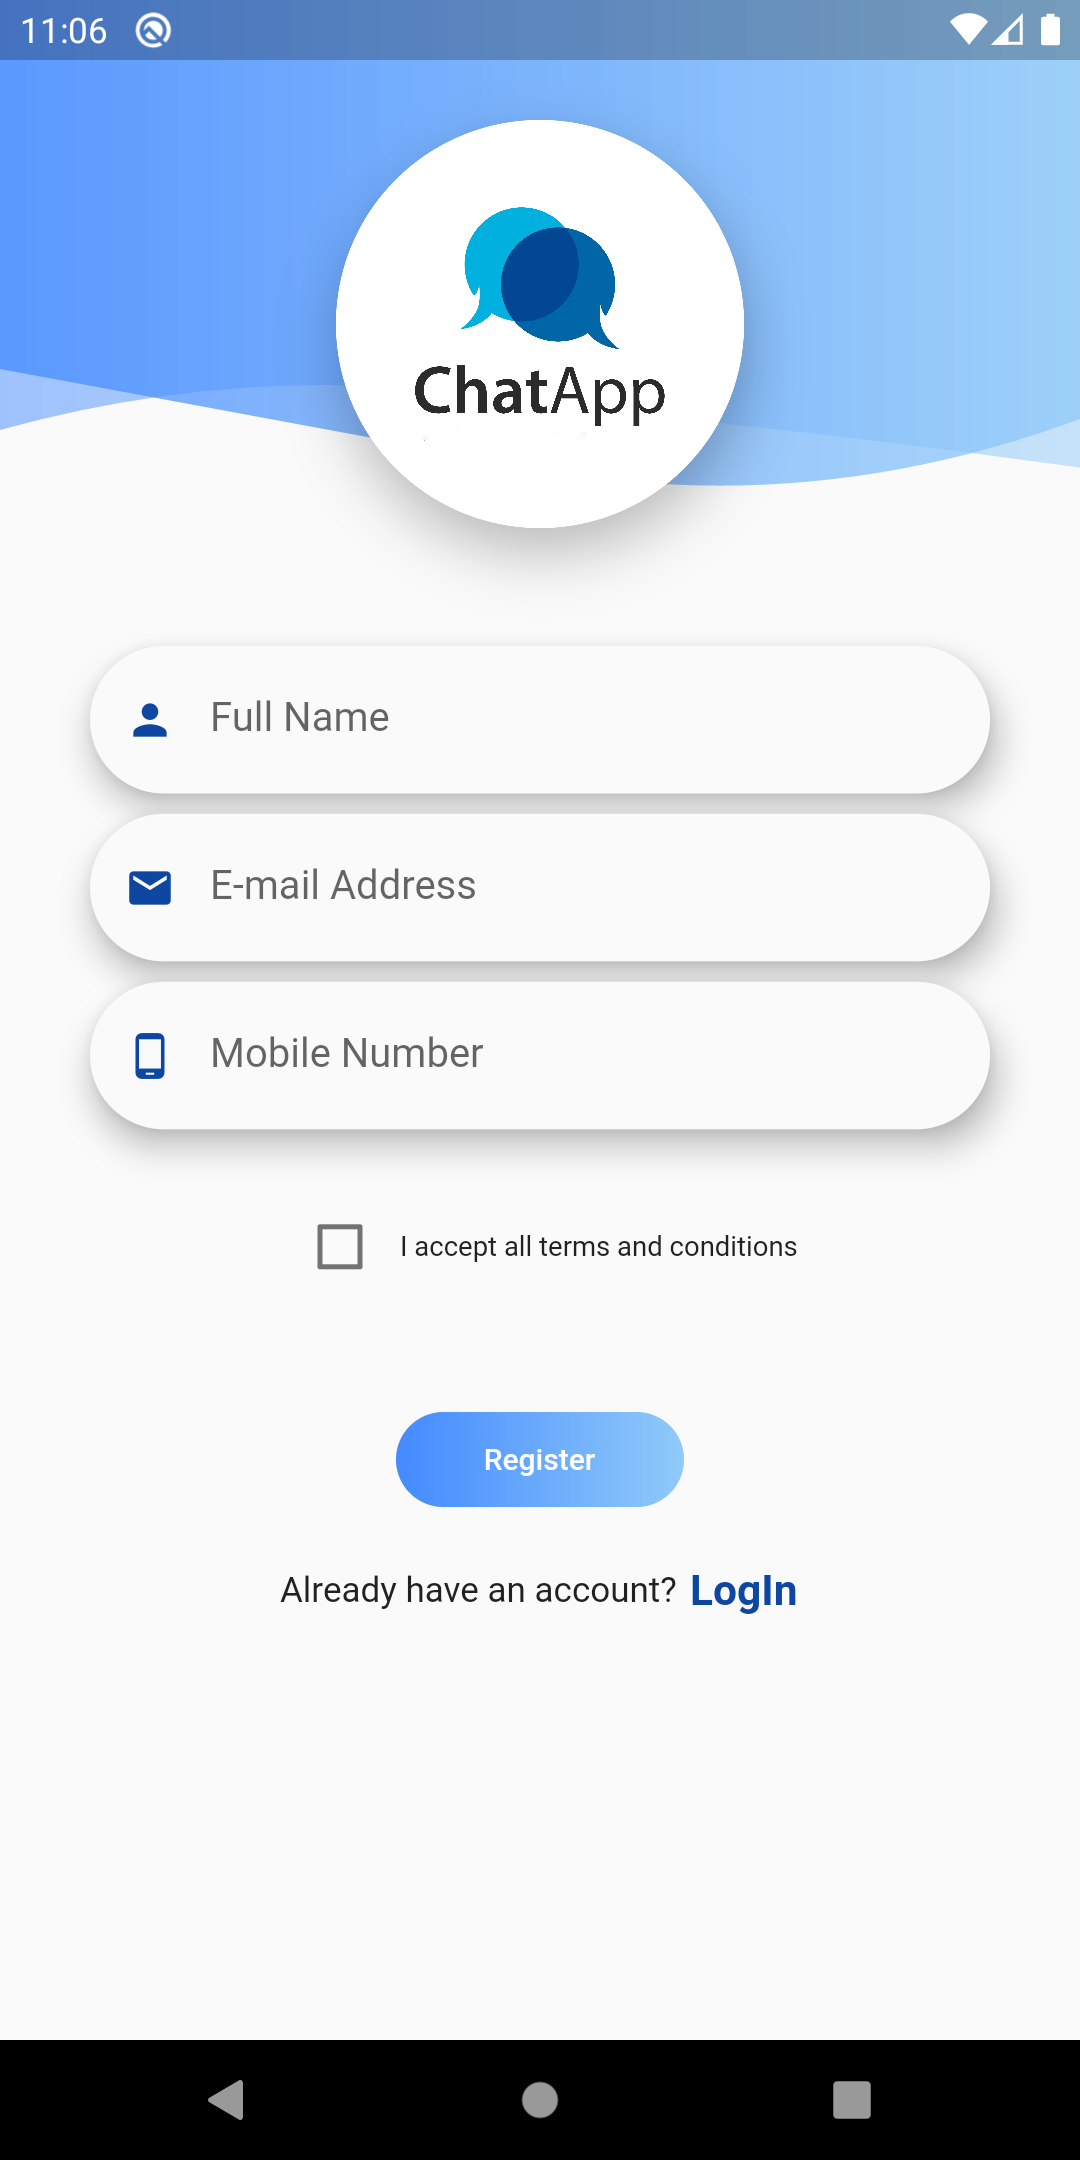 11:06
ChatApp
Full Name
E-mail Address
Mobile Number
I accept all terms and conditions
Register
Already have an account? LogIn